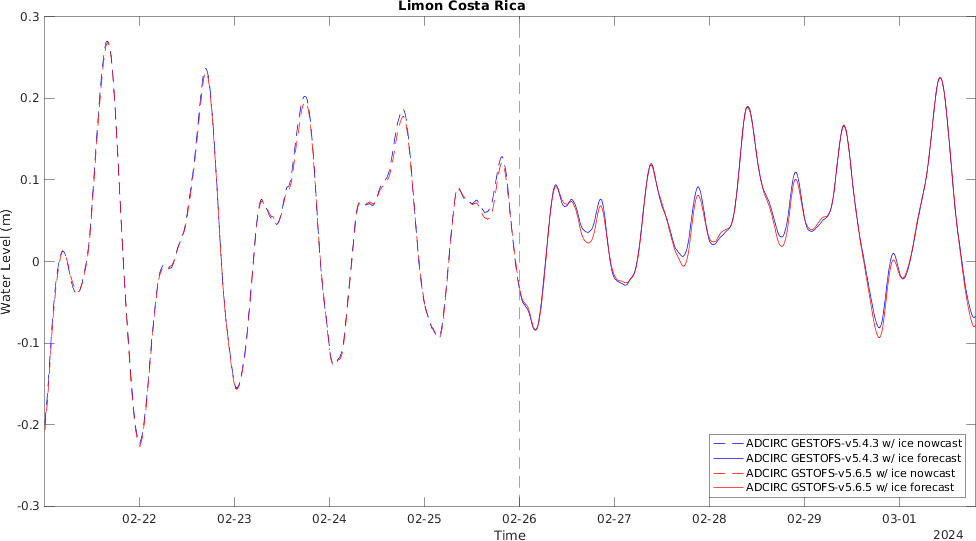 Limon Costa Rica
0.3
0.2
0.1
0
-0.1
-0.2
-0.3
Water Level (m)
02-22
02-23
02-24
02-25
02-26
02-27
02-28
02-29
03-01
Time
2024
ADCIRC GESTOFS-v5.4.3 w/ ice nowcast
ADCIRC GESTOFS-v5.4.3 w/ ice forecast
ADCIRC GSTOFS-v5.6.5 w/ ice nowcast
ADCIRC GSTOFS-v5.6.5 w/ ice forecast